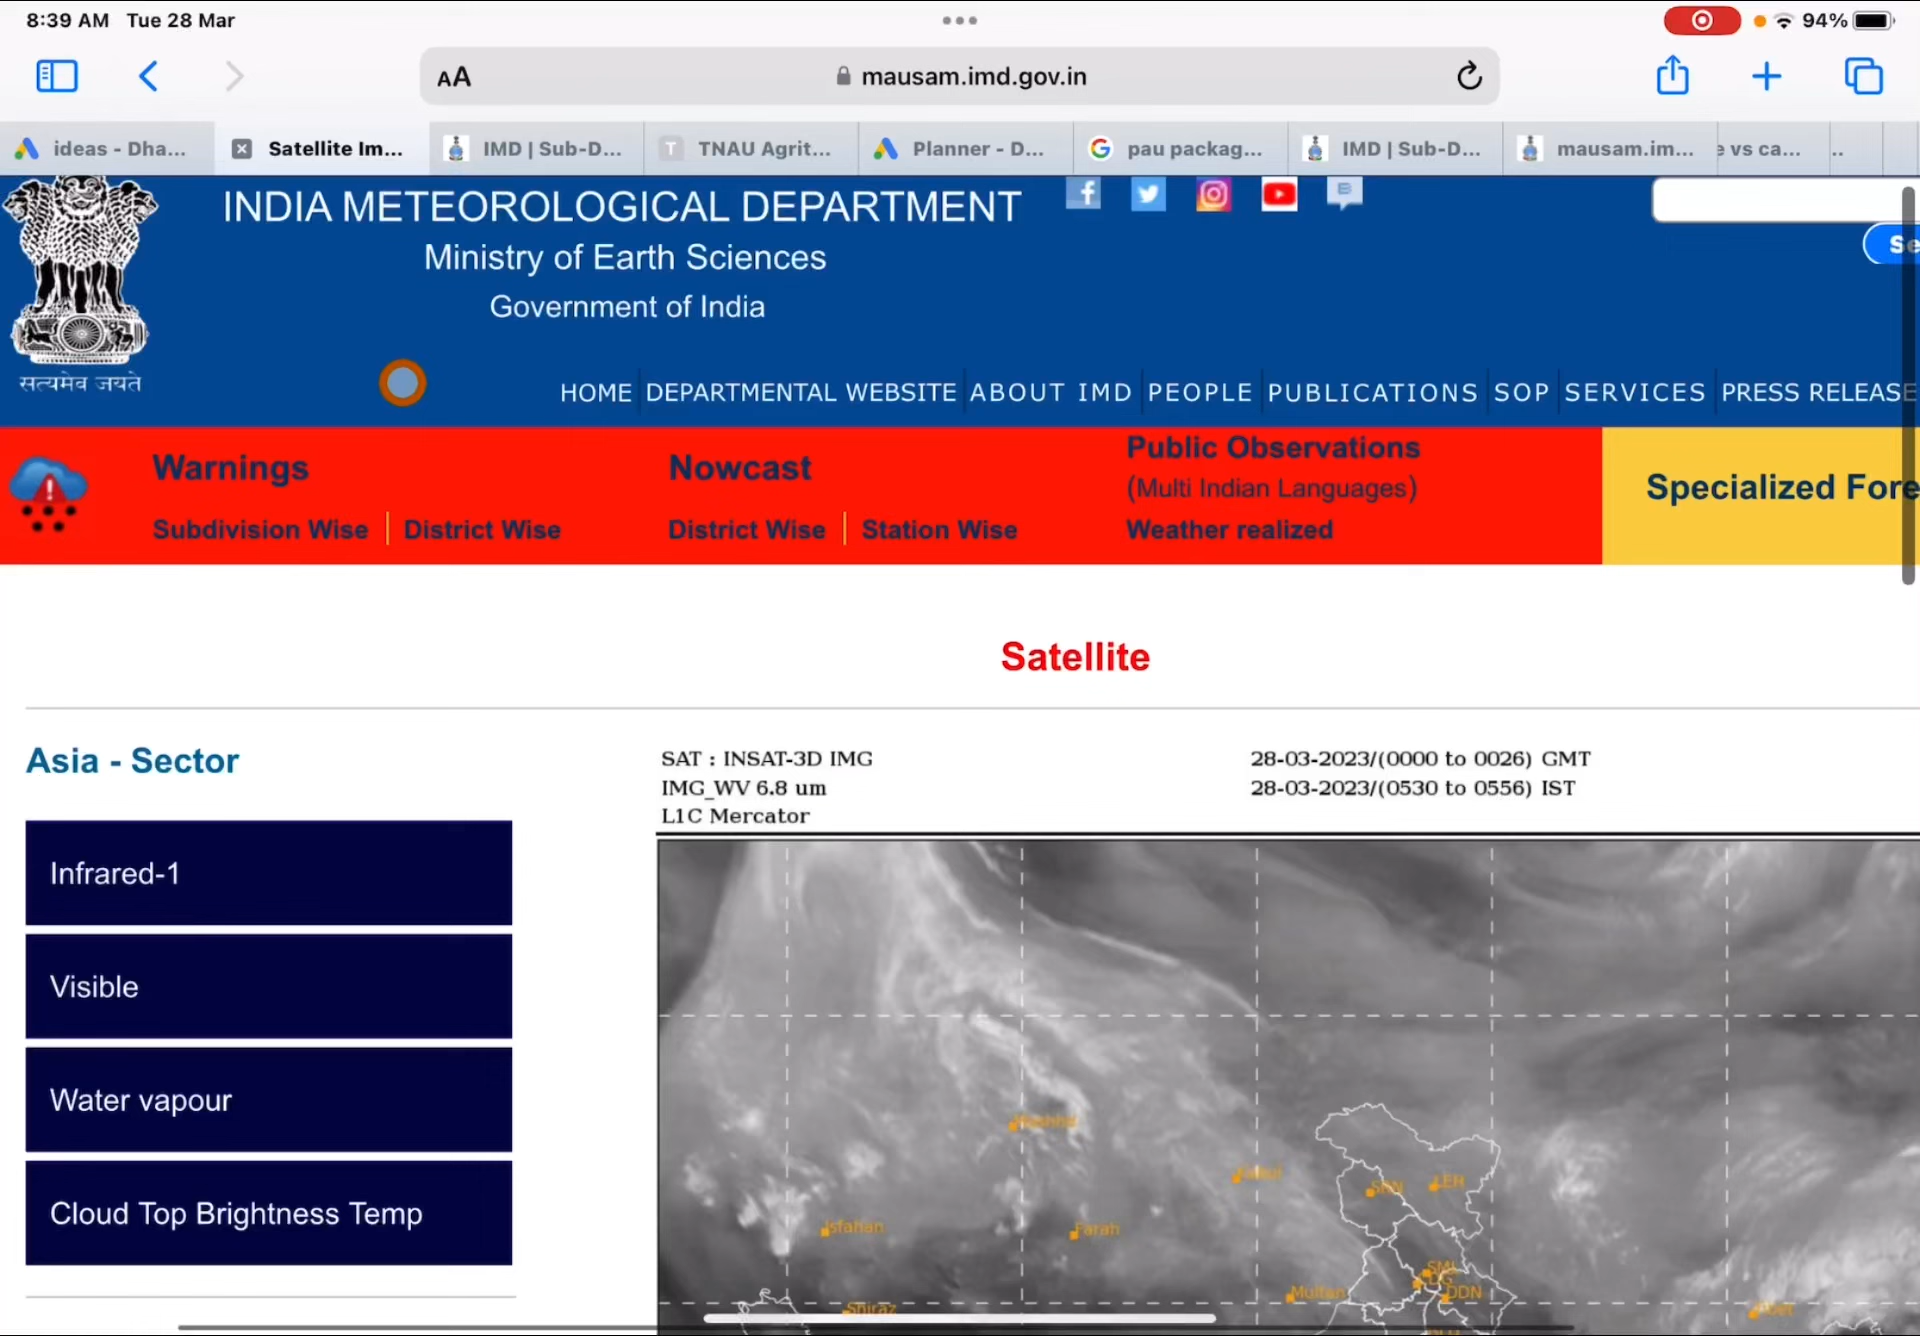 8:39 AM Tue 28 Mar
94%
AA
mausam.imd.gov.in
ideas - Dha...
Satellite Im...
IMD | Sub-D...
TNAU Agrit...
Planner - D...
pau packag...
IMD | Sub-D...
mausam.im...
vs ca...
..
INDIA METEOROLOGICAL DEPARTMENT
Ministry of Earth Sciences
Government of India
Se
सत्यमेव जयते
HOME DEPARTMENTAL WEBSITE ABOUT IMD PEOPLE PUBLICATIONS SOP SERVICES PRESS RELEASE
Warnings
Subdivision Wise
District Wise
Nowcast
District Wise
Station Wise
Public Observations
(Multi Indian Languages)
Weather realized
Specialized Fore
Satellite
Asia - Sector
Infrared-1
Visible
Water vapour
Cloud Top Brightness Temp
SAT : INSAT-3D IMG
IMG_WV 6.8 um
L1C Mercator
28-03-2023/(0000 to 0026) GMT
28-03-2023/(0530 to 0556) IST
SRN
LER
Isfahan
Farah
SML
Multan
DDN
Shiraz